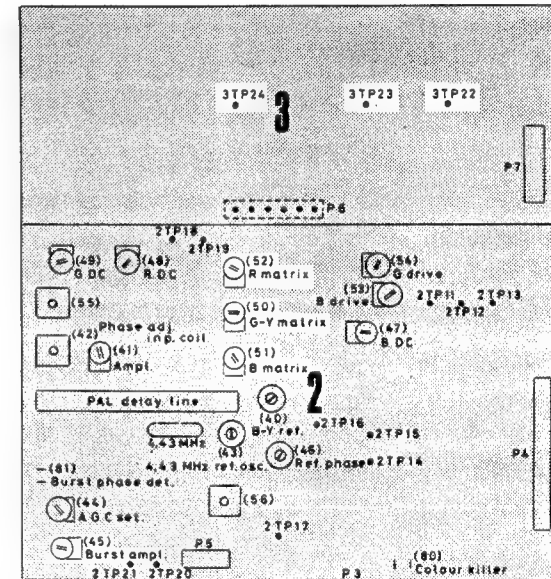 3TP24
3TP23
3TP22
3
P7
P6
2TP18
2TP19
(49)
G DC
(48)
R DC
(52)
R matrix
(54)
G drive
(53)
B drive
2TP11
2TP12
2TP13
(55)
(50)
G-Y matrix
(47)
B DC
(42)
Phase adj.
inp. coil
(41)
Ampl.
(51)
B matrix
PAL delay line
2
(40)
B-Y ref.
2TP16
2TP15
4,43 MHz
(43)
4,43 MHz ref.osc.
(46)
Ref.phase
2TP14
P4
(81)
Burst phase det.
(44)
AGC set.
(56)
(45)
Burst ampl.
2TP17
P5
2TP21
2TP20
P3
(80)
Colour killer